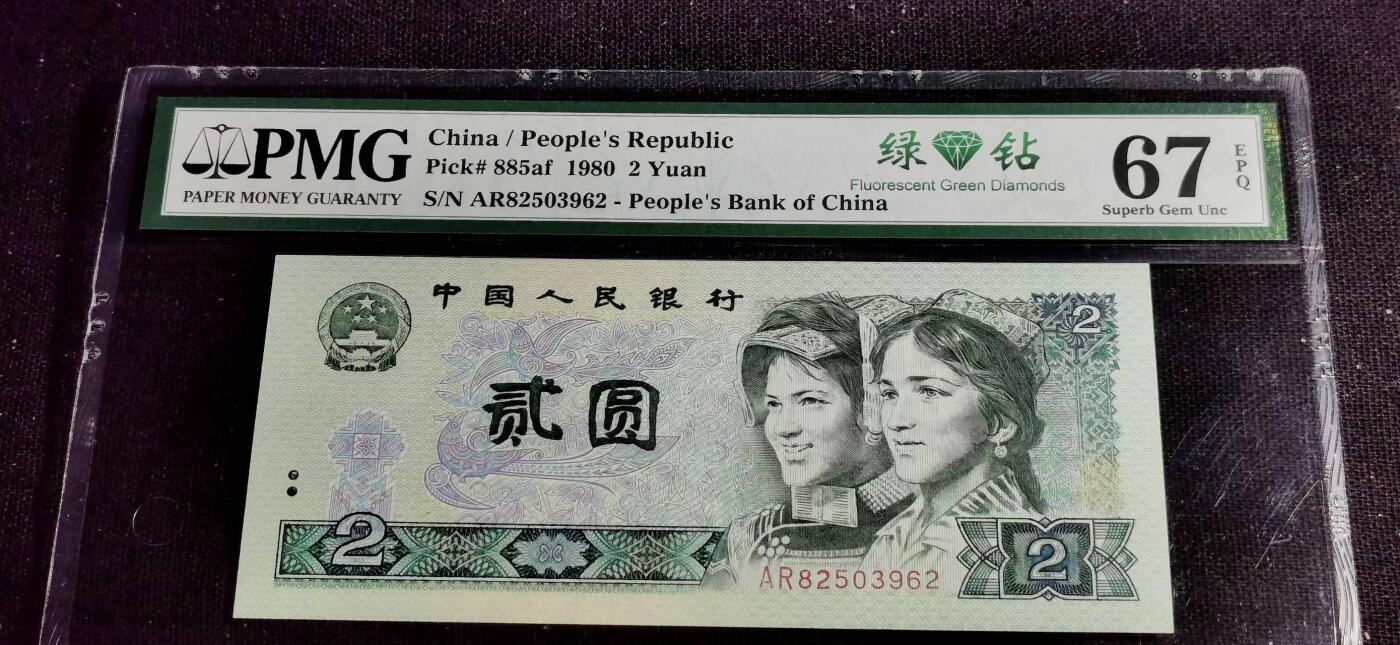 PMG
PAPER MONEY GUARANTY
China / People's Republic
Pick# 885af 1980 2 Yuan
S/N AR82503962 - People's Bank of China
绿 钻
Fluorescent Green Diamonds
67
EPQ
Superb Gem Unc
中国人民银行
2
贰圆
2
AR82503962
2